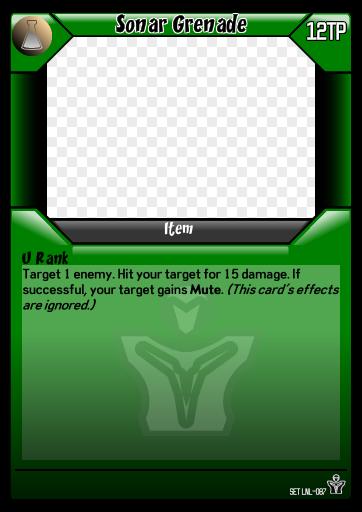 Sonar Grenade
12TP
Item
U Rank
Target 1 enemy. Hit your target for 15 damage. If
successful, your target gains Mute. (This card's effects
are ignored.)
SET LNL-087